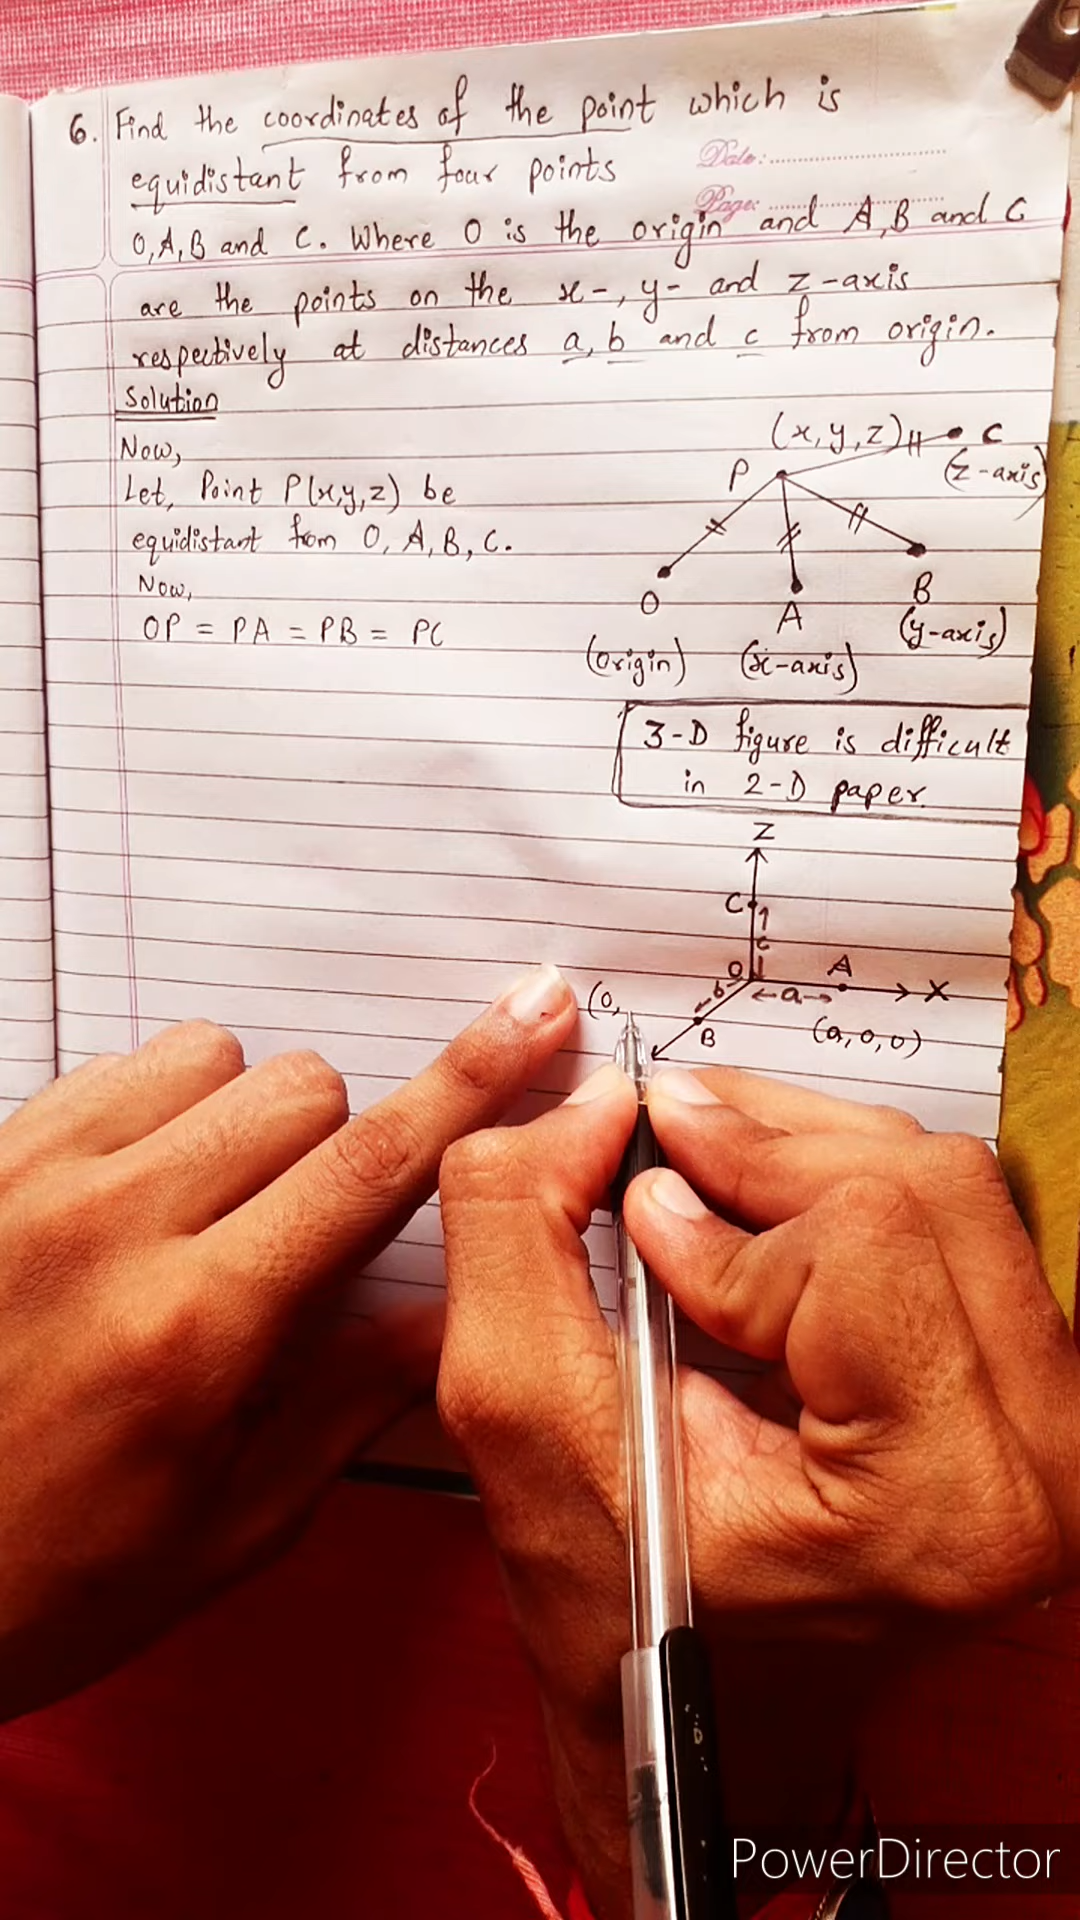 6. Find the coordinates of the point which is
equidistant from four points
Date:
Page:
O, A, B and C. Where O is the origin and A, B and C
are the points on the x-, y- and z-axis
respectively at distances a, b and c from origin.
Solution
Now,
Let, Point P(x,y,z) be
equidistant from O, A, B, C.
Now,
OP = PA = PB = PC
(x, y, z)
C
(z-axis)
P
O
A
B
(origin)
(x-axis)
(y-axis)
3-D figure is difficult
in 2-D paper.
Z
C
c
O
A
X
b
a
(0,
B
(a, 0, 0)
PowerDirector